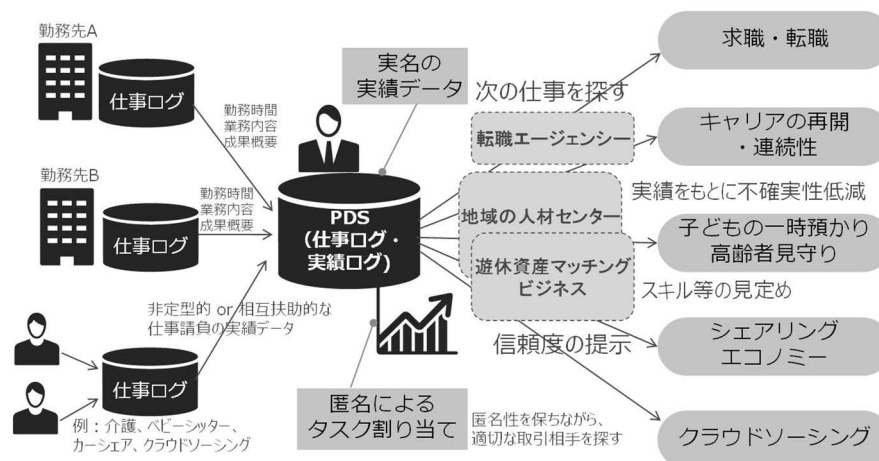 勤務先A
仕事ログ
勤務時間
業務内容
成果概要
勤務先B
仕事ログ
勤務時間
業務内容
成果概要
非定型的 or 相互扶助的な
仕事請負の実績データ
仕事ログ
例：介護、ベビーシッター、
カーシェア、クラウドソーシング
実名の
実績データ
PDS
（仕事ログ・
実績ログ)
匿名による
タスク割り当て
次の仕事を探す
転職エージェンシー
地域の人材センター
遊休資産マッチング
ビジネス
信頼度の提示
匿名性を保ちながら、
適切な取引相手を探す
実績をもとに不確実性低減
スキル等の見定め
求職・転職
キャリアの再開
・連続性
子どもの一時預かり
高齢者見守り
シェアリング
エコノミー
クラウドソーシング